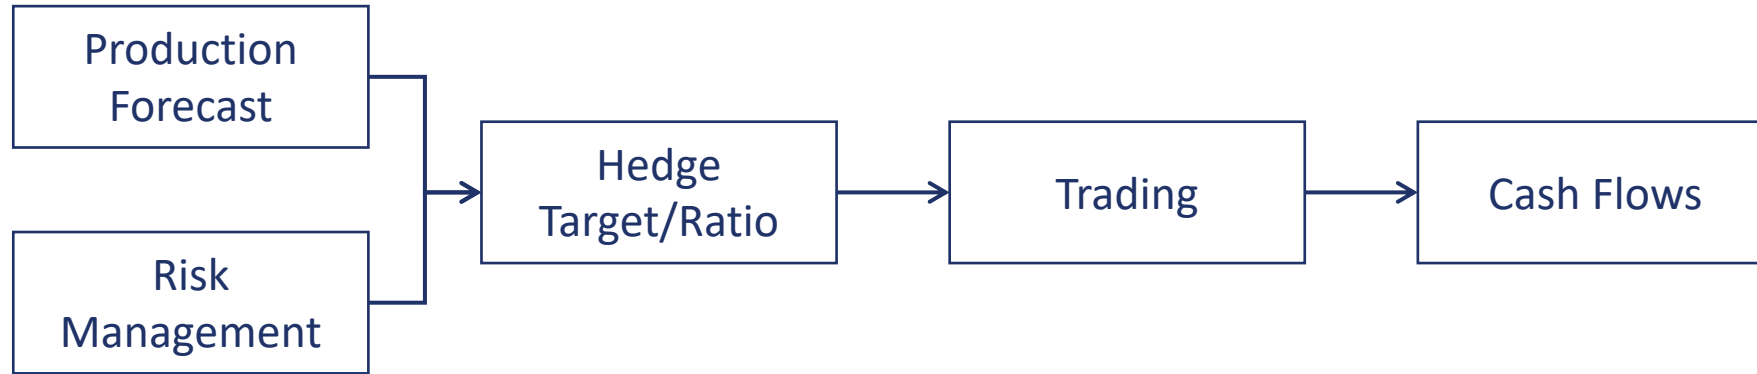 Production
Forecast
Risk
Management
Hedge
Target/Ratio
Trading
Cash Flows